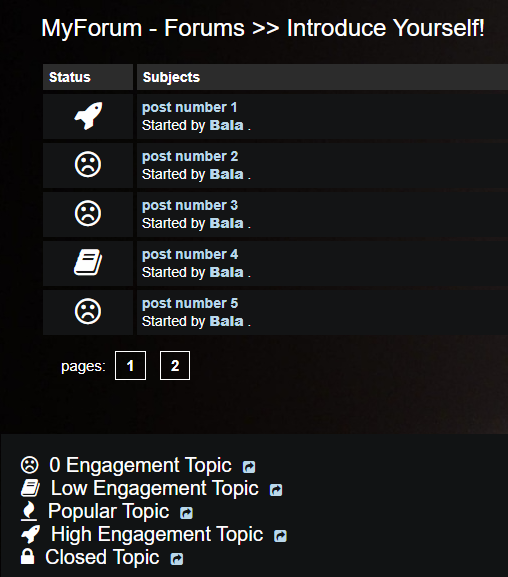 MyForum - Forums >> Introduce Yourself!
Status Subjects
post number 1
Started by Bala .
post number 2
Started by Bala .
post number 3
Started by Bala .
post number 4
Started by Bala .
post number 5
Started by Bala .
pages: 1 2
0 Engagement Topic
Low Engagement Topic
Popular Topic
High Engagement Topic
Closed Topic